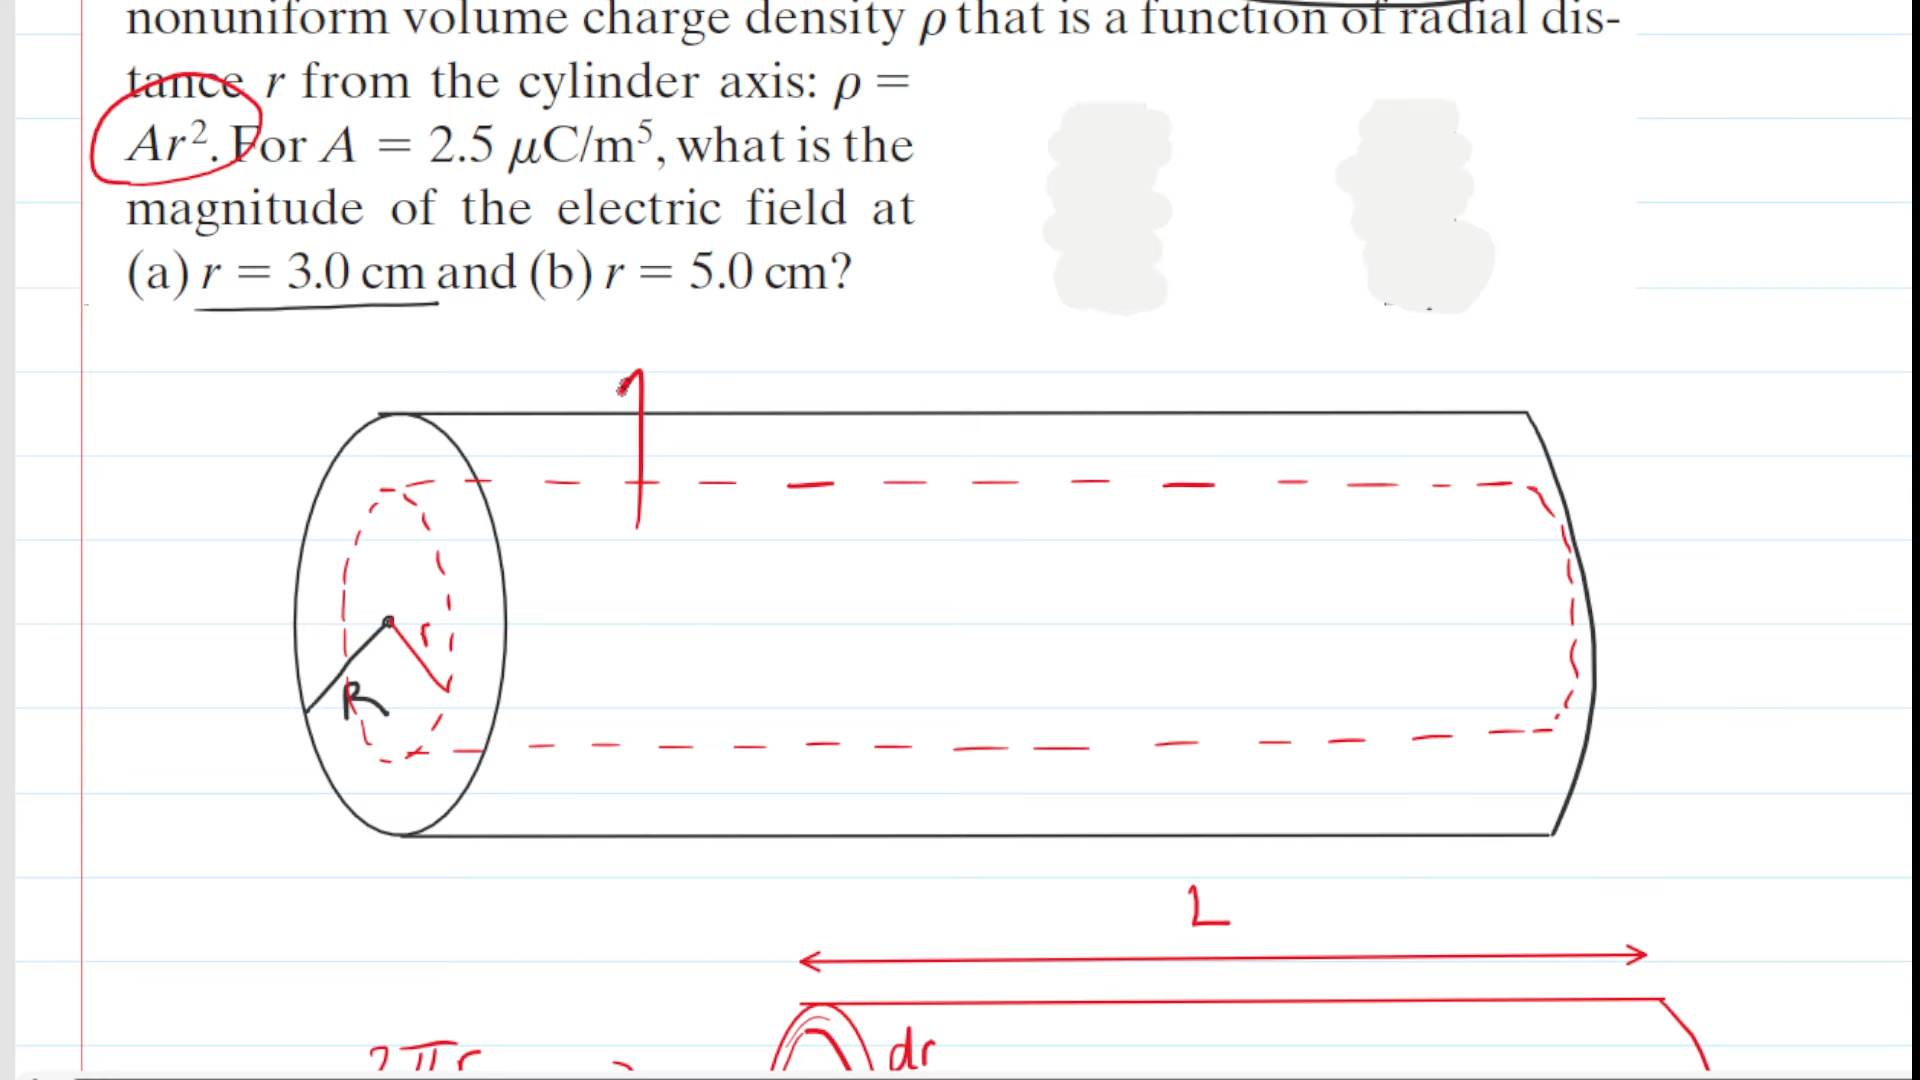 nonuniform volume charge density ρ that is a function of radial dis-
tance r from the cylinder axis: ρ =
Ar². For A = 2.5 μC/m⁵, what is the
magnitude of the electric field at
(a) r = 3.0 cm and (b) r = 5.0 cm?
r
R
L
2πr
dr